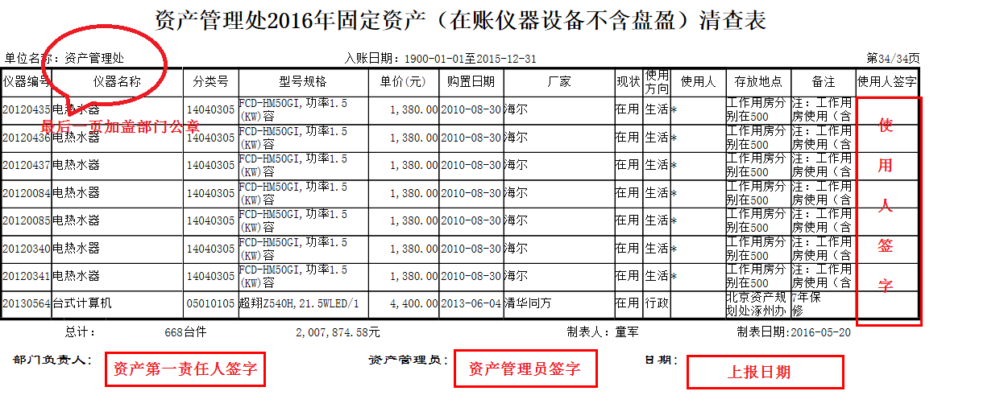 资产管理处2016年固定资产（在账仪器设备不含盘盈）清查表
单位名称：资产管理处 入账日期：1900-01-01至2015-12-31 第34/34页
仪器编号 仪器名称 分类号 型号规格 单价(元) 购置日期 厂家 现状 使用方向 使用人 存放地点 备注 使用人签字
20120435 电热水器 14040305 FCD-HM50GI,功率1.5(KW)容 1,380.00 2010-08-30 海尔 在用 生活 * 工作用房分别在500 注：工作用房使用（含
最后一页加盖部门公章
20120436 电热水器 14040305 FCD-HM50GI,功率1.5(KW)容 1,380.00 2010-08-30 海尔 在用 生活 * 工作用房分别在500 注：工作用房使用（含
20120437 电热水器 14040305 FCD-HM50GI,功率1.5(KW)容 1,380.00 2010-08-30 海尔 在用 生活 * 工作用房分别在500 注：工作用房使用（含
20120084 电热水器 14040305 FCD-HM50GI,功率1.5(KW)容 1,380.00 2010-08-30 海尔 在用 生活 * 工作用房分别在500 注：工作用房使用（含
20120085 电热水器 14040305 FCD-HM50GI,功率1.5(KW)容 1,380.00 2010-08-30 海尔 在用 生活 * 工作用房分别在500 注：工作用房使用（含
20120340 电热水器 14040305 FCD-HM50GI,功率1.5(KW)容 1,380.00 2010-08-30 海尔 在用 生活 * 工作用房分别在500 注：工作用房使用（含
20120341 电热水器 14040305 FCD-HM50GI,功率1.5(KW)容 1,380.00 2010-08-30 海尔 在用 生活 * 工作用房分别在500 注：工作用房使用（含
20130564 台式计算机 05010105 超翔Z540H,21.5WLED/1 4,400.00 2013-06-04 清华同方 在用 行政 北京资产规划处涿州办 7年保修
使用人签字
总计： 668台件 2,007,874.58元 制表人：童军 制表日期:2016-05-20
部门负责人： 资产第一责任人签字 资产管理员： 资产管理员签字 日期： 上报日期